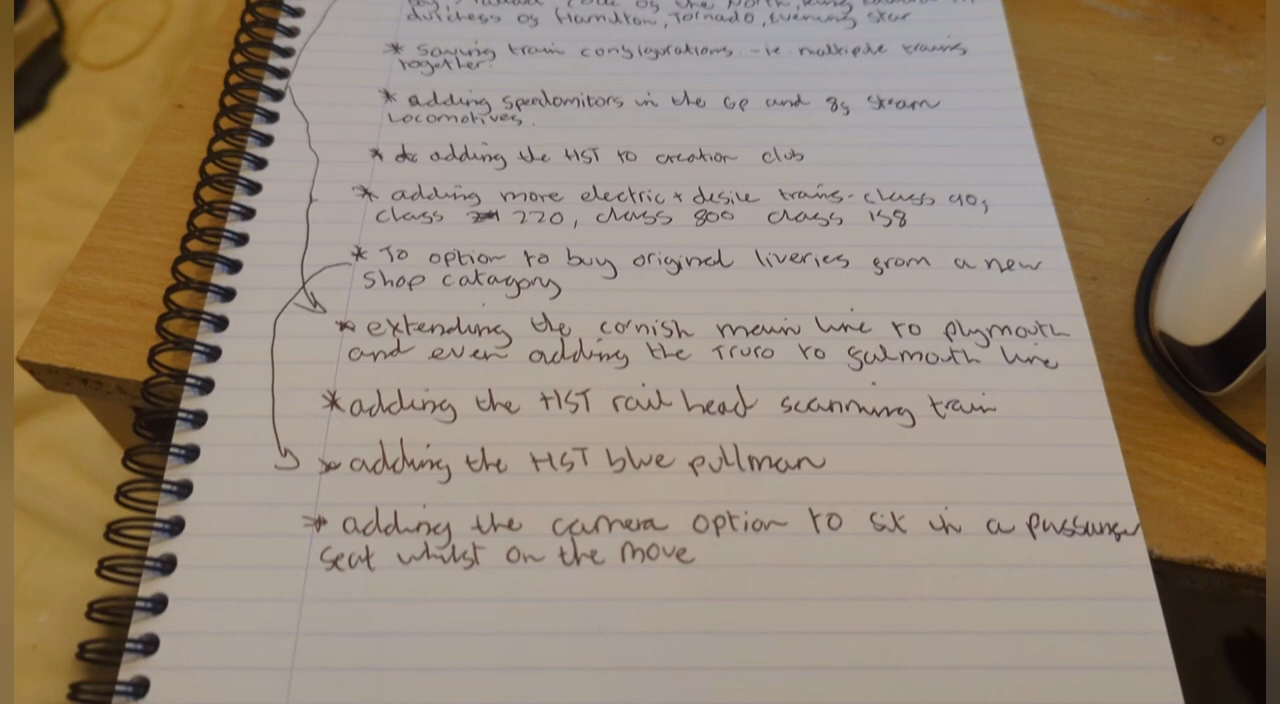 dutchess of Hamilton, Tornado, evening star
* saving train configurations - ie multiple trains
together.
* adding spedomitors in the 6p and 8f steam
Locomotives.
* adding the HST to creation club
* adding more electric + desile trains - class 90,
class 220, class 800 class 158
* To option to buy original liveries from a new
shop catagory
* extending the cornish main line to plymouth
and even adding the Truro to falmouth line
* adding the HST rail head scanning train
* adding the HST blue pullman
* adding the camera option to sit in a passanger
seat whilst on the move